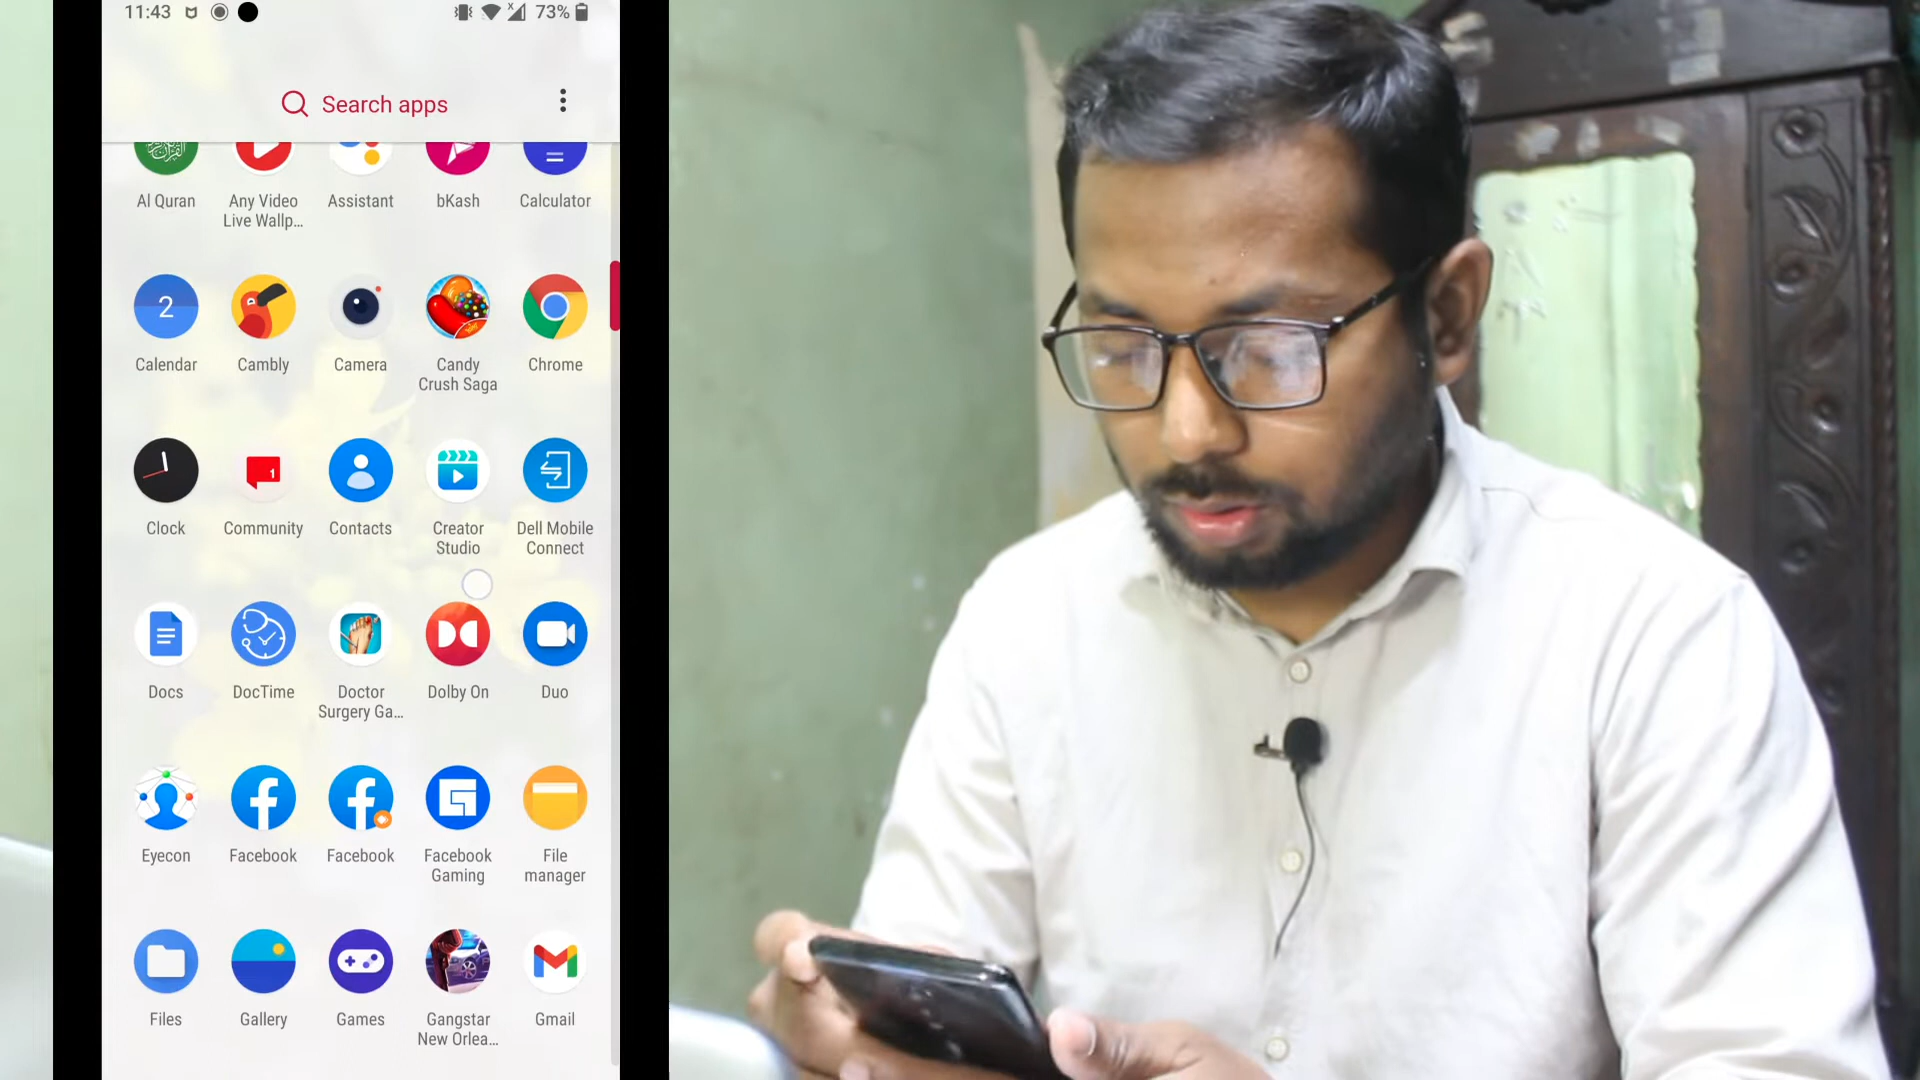 11:43
73%
Search apps
Al Quran
Any Video
Live Wallp...
Assistant
bKash
Calculator
2
Calendar
Cambly
Camera
Candy
Crush Saga
Chrome
Clock
1
Community
Contacts
Creator
Studio
Dell Mobile
Connect
Docs
DocTime
Doctor
Surgery Ga...
Dolby On
Duo
Eyecon
Facebook
Facebook
Facebook
Gaming
File
manager
Files
Gallery
Games
Gangstar
New Orlea...
Gmail